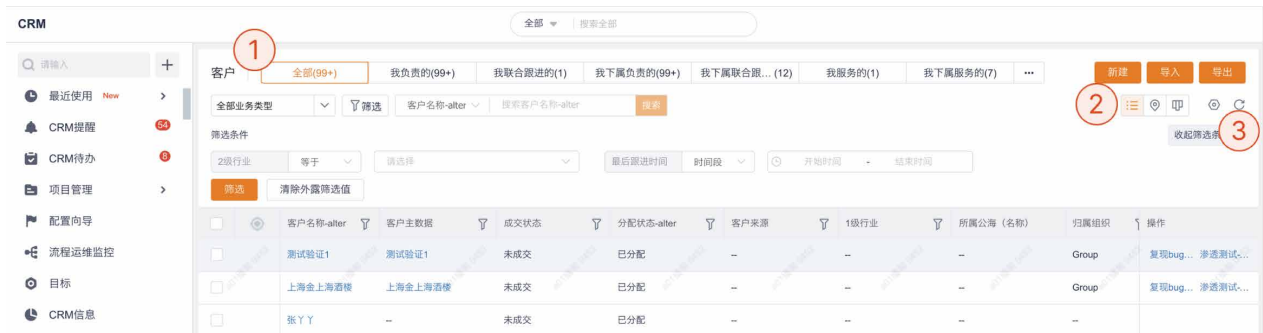 CRM
全部 搜索全部
请输入
最近使用 New
CRM提醒 64
CRM待办 8
项目管理
配置向导
流程运维监控
目标
CRM信息
客户 全部(99+) 我负责的(99+) 我联合跟进的(1) 我下属负责的(99+) 我下属联合跟... (12) 我服务的(1) 我下属服务的(7) ... 新建 导入 导出
1
全部业务类型 筛选 客户名称-alter 搜索客户名称-alter 搜索
2
筛选条件 收起筛选条
3
2级行业 等于 请选择 最后跟进时间 时间段 开始时间 - 结束时间
筛选 清除外露筛选值
客户名称-alter 客户主数据 成交状态 分配状态-alter 客户来源 1级行业 所属公海（名称） 归属组织 操作
测试验证1 测试验证1 未成交 已分配 -- -- -- Group 复现bug... 渗透测试-...
上海金上海酒楼 上海金上海酒楼 未成交 已分配 -- -- -- Group 复现bug... 渗透测试-...
张丫丫 -- 未成交 已分配 -- -- --